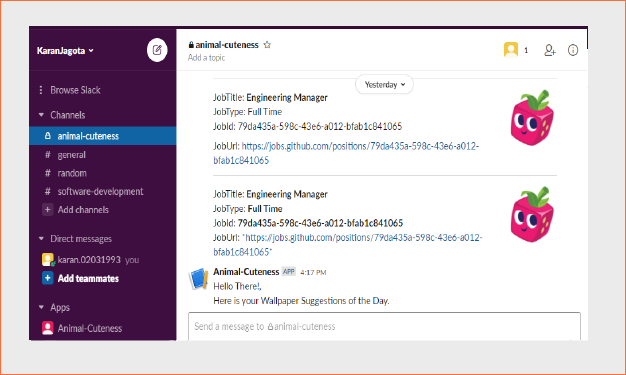 KaranJagota
Browse Slack
Channels
animal-cuteness
# general
# random
# software-development
+ Add channels
Direct messages
karan.02031993 you
+ Add teammates
Apps
Animal-Cuteness
animal-cuteness
Add a topic
1
Yesterday
JobTitle: Engineering Manager
JobType: Full Time
JobId: 79da435a-598c-43e6-a012-bfab1c841065
JobUrl: https://jobs.github.com/positions/79da435a-598c-43e6-a012-
bfab1c841065
JobTitle: Engineering Manager
JobType: Full Time
JobId: 79da435a-598c-43e6-a012-bfab1c841065
JobUrl: "https://jobs.github.com/positions/79da435a-598c-43e6-a012-
bfab1c841065"
Animal-Cuteness APP 4:17 PM
Hello There!,
Here is your Wallpaper Suggestions of the Day.
Send a message to animal-cuteness